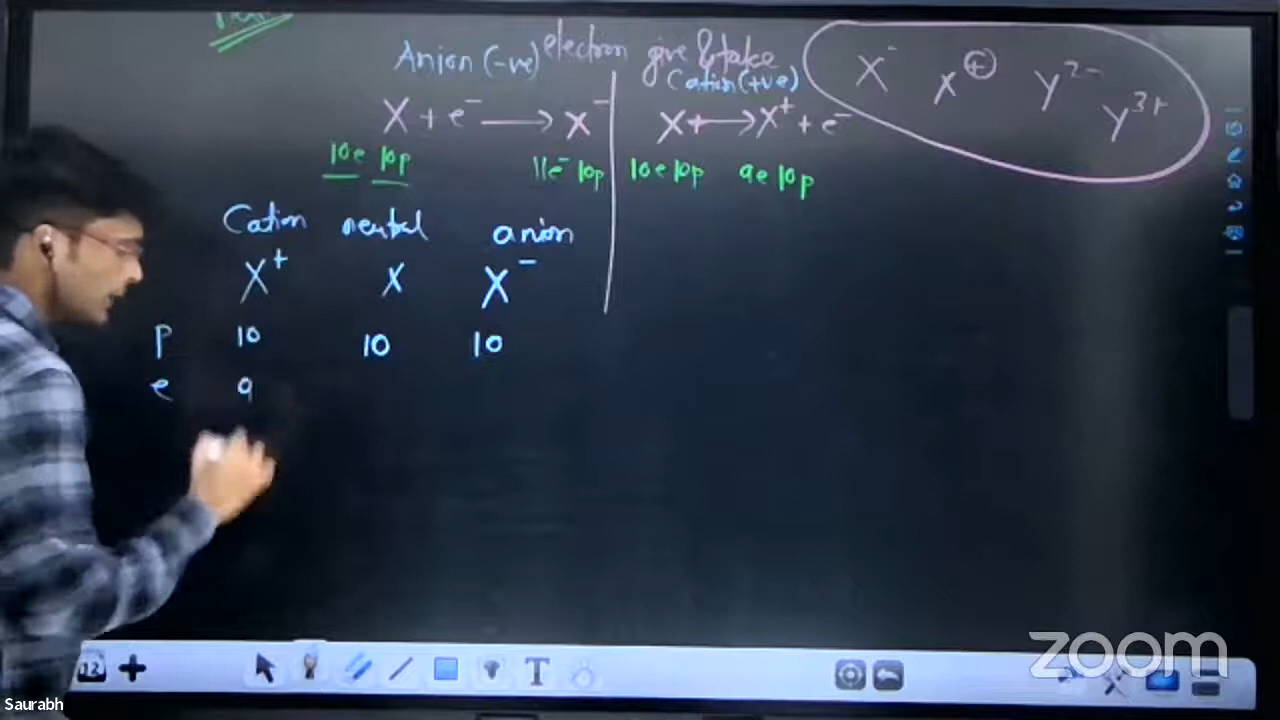 electron give & take
Anion (-ve)
Cation (+ve)
X⁻ X⁺ Y²⁻ Y³⁺
X + e⁻ → X⁻
X → X⁺ + e⁻
10e 10p 11e⁻ 10p
10e 10p 9e 10p
Cation neutral anion
X⁺ X X⁻
p 10 10 10
e 9
12
T
zoom
Saurabh